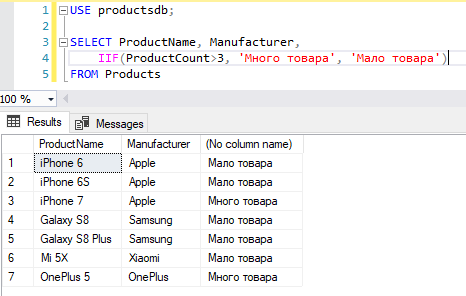 1 USE productsdb;
2
3 SELECT ProductName, Manufacturer,
4 IIF(ProductCount>3, 'Много товара', 'Мало товара')
5 FROM Products
100 %
Results Messages
ProductName Manufacturer (No column name)
1 iPhone 6 Apple Мало товара
2 iPhone 6S Apple Мало товара
3 iPhone 7 Apple Много товара
4 Galaxy S8 Samsung Мало товара
5 Galaxy S8 Plus Samsung Мало товара
6 Mi 5X Xiaomi Мало товара
7 OnePlus 5 OnePlus Много товара